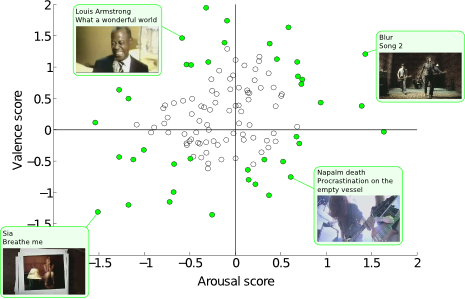 Louis Armstrong
What a wonderful world
Blur
Song 2
Napalm death
Procrastination on the
empty vessel
Sia
Breathe me
Valence score
2
1.5
1
0.5
0
−0.5
−1
−1.5
−1.5
−1
−0.5
0
0.5
1
1.5
2
Arousal score